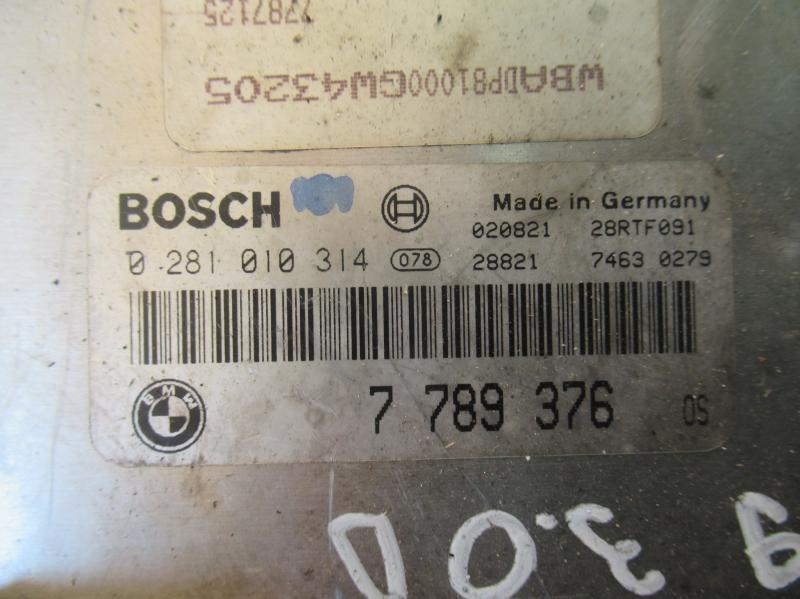 7787125
WBADP81000GW43205
BOSCH Made in Germany
020821 28RTF091
0 281 010 314 078 28821 7463 0279
BMW 7 789 376 OS
3.0D